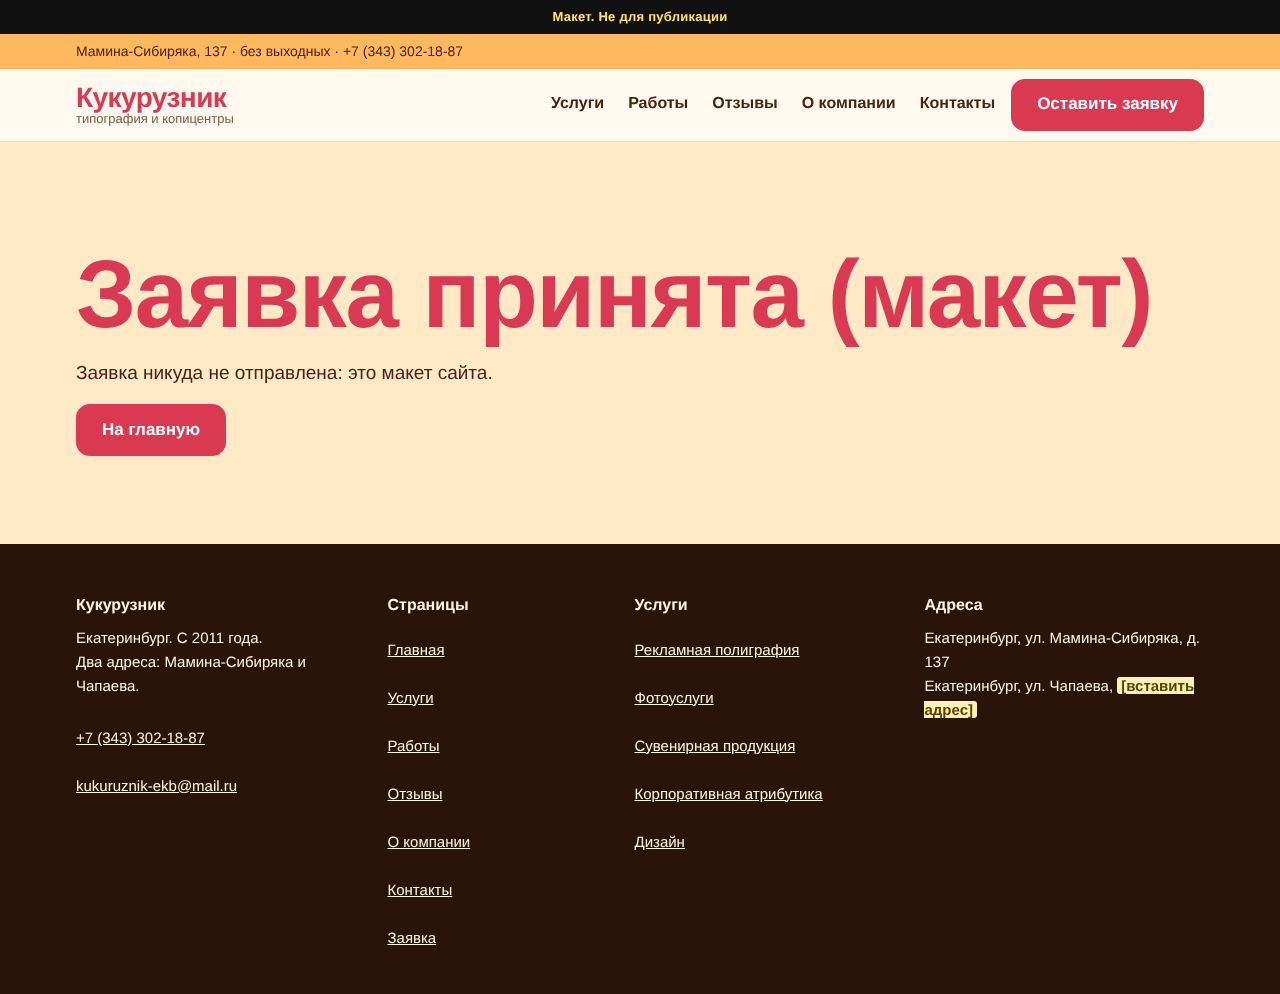 Макет. Не для публикации
Мамина-Сибиряка, 137 · без выходных · +7 (343) 302-18-87
Кукурузник
типография и копицентры
Услуги
Работы
Отзывы
О компании
Контакты
Оставить заявку
Заявка принята (макет)
Заявка никуда не отправлена: это макет сайта.
На главную
Кукурузник
Екатеринбург. С 2011 года.
Два адреса: Мамина-Сибиряка и
Чапаева.
+7 (343) 302-18-87
kukuruznik-ekb@mail.ru
Страницы
Главная
Услуги
Работы
Отзывы
О компании
Контакты
Заявка
Услуги
Рекламная полиграфия
Фотоуслуги
Сувенирная продукция
Корпоративная атрибутика
Дизайн
Адреса
Екатеринбург, ул. Мамина-Сибиряка, д.
137
Екатеринбург, ул. Чапаева, [вставить
адрес]